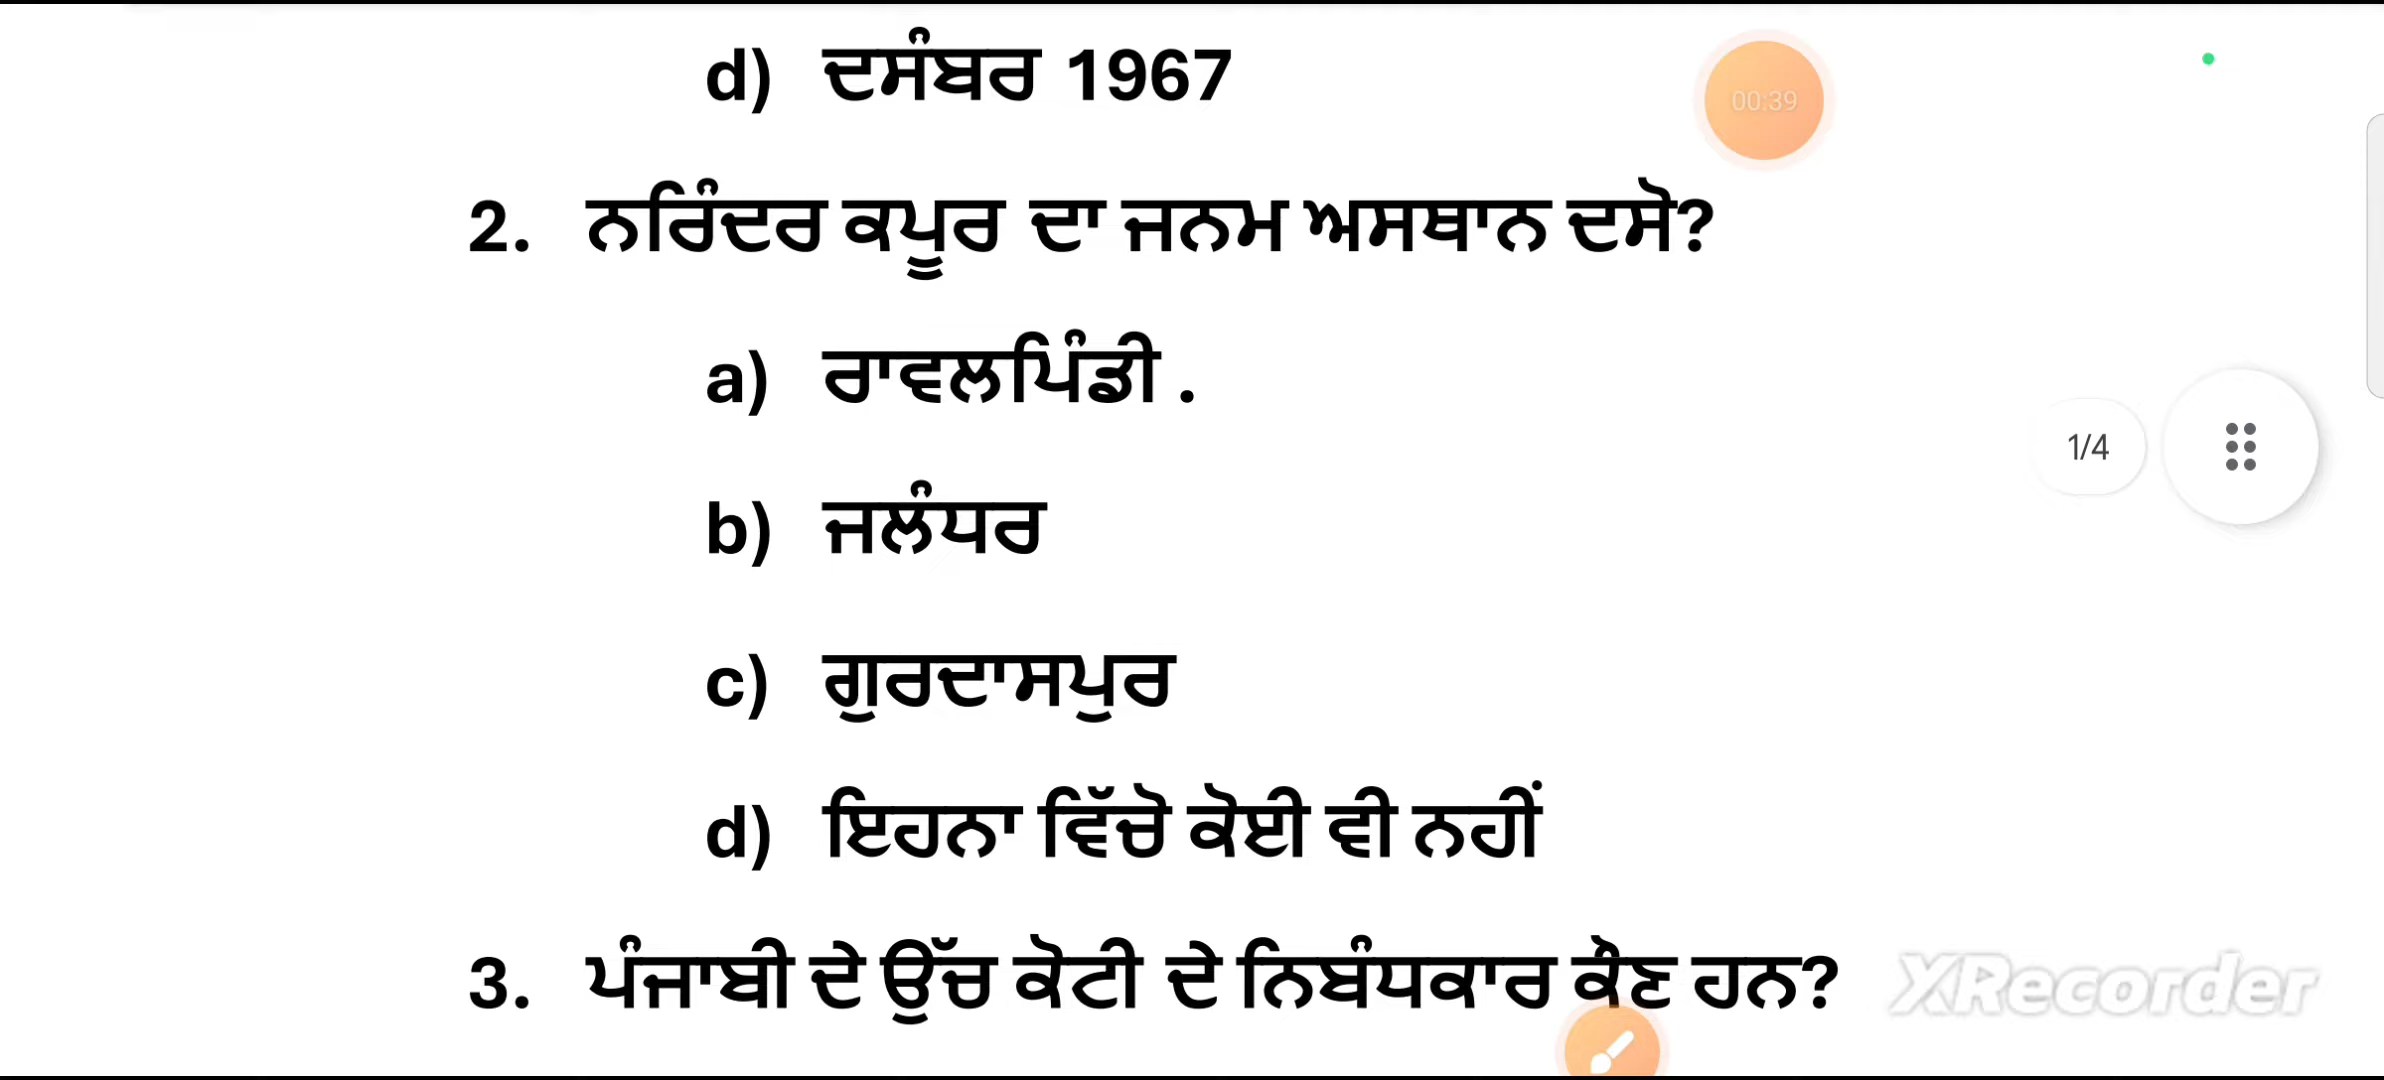 d) ਦਸੰਬਰ 1967
00:39
2. ਨਰਿੰਦਰ ਕਪੂਰ ਦਾ ਜਨਮ ਅਸਥਾਨ ਦਸੋ?
a) ਰਾਵਲਪਿੰਡੀ .
1/4
b) ਜਲੰਧਰ
c) ਗੁਰਦਾਸਪੁਰ
d) ਇਹਨਾ ਵਿੱਚੋ ਕੋਈ ਵੀ ਨਹੀਂ
3. ਪੰਜਾਬੀ ਦੇ ਉੱਚ ਕੋਟੀ ਦੇ ਨਿਬੰਧਕਾਰ ਕੌਣ ਹਨ?
XRecorder